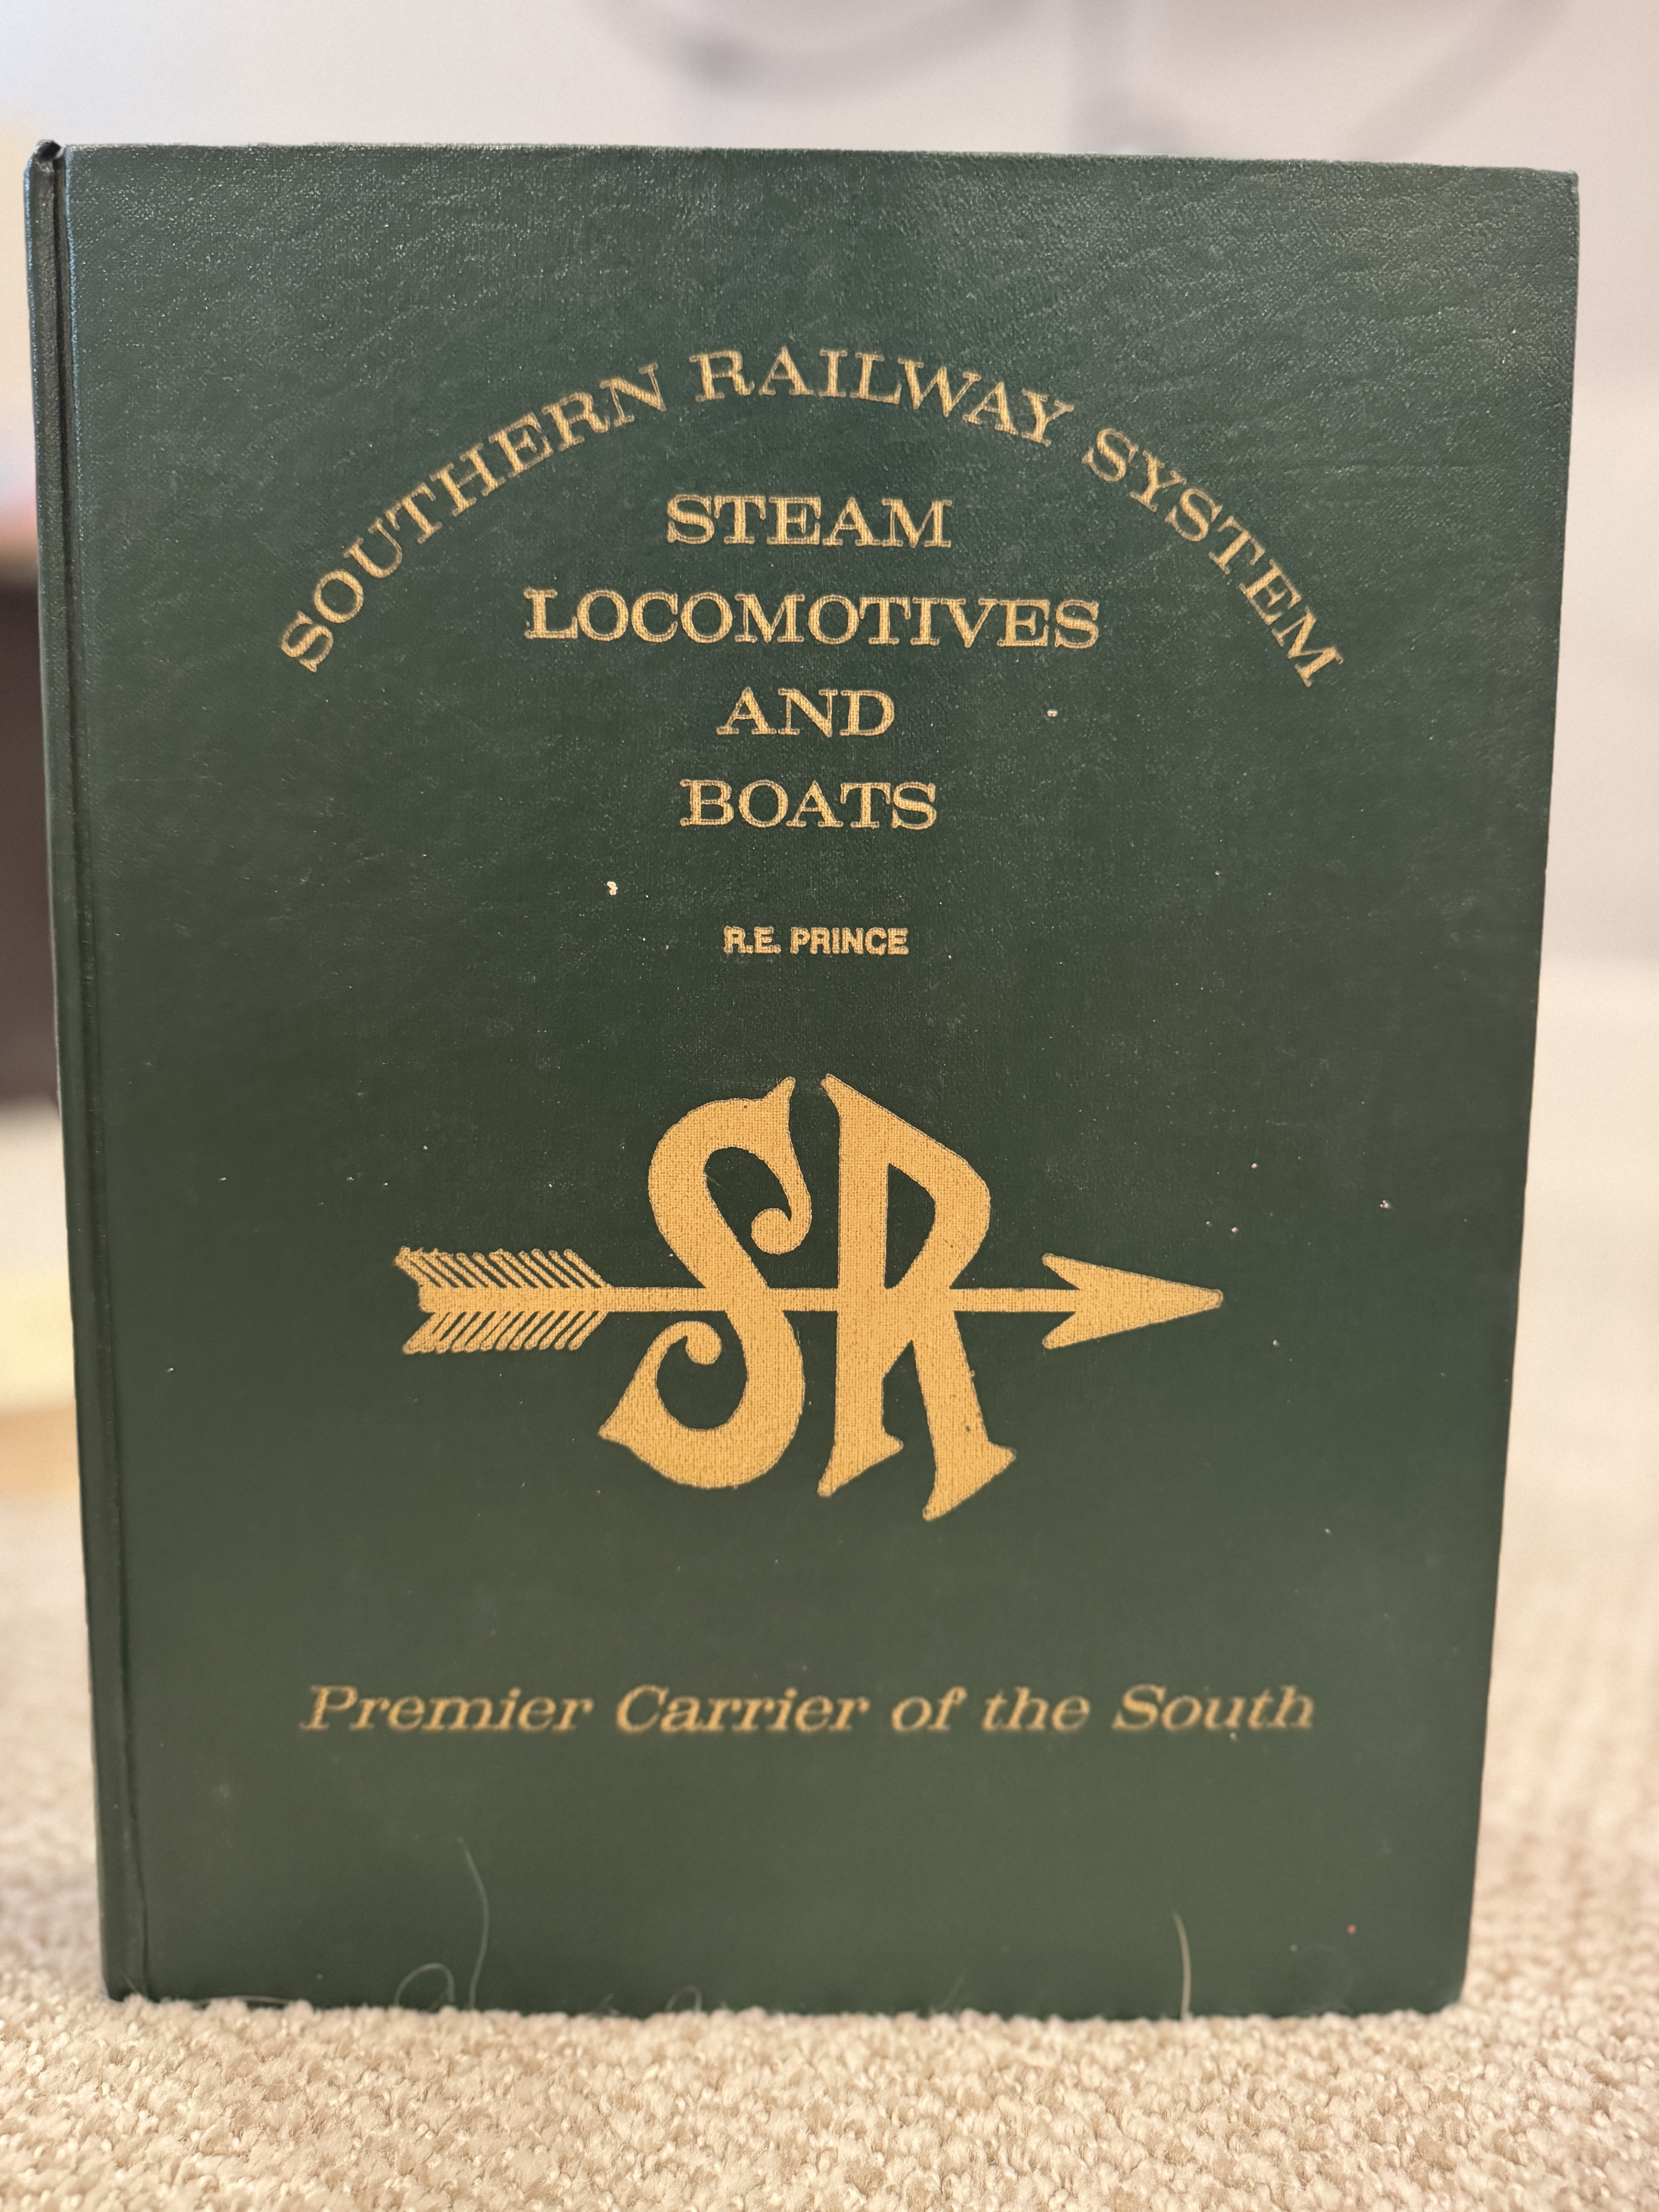 SOUTHERN RAILWAY SYSTEM
STEAM
LOCOMOTIVES
AND
BOATS
R.E. PRINCE
SR
Premier Carrier of the South